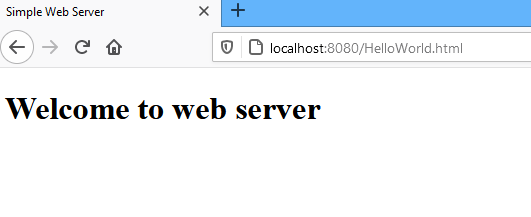 Simple Web Server
localhost:8080/HelloWorld.html
Welcome to web server